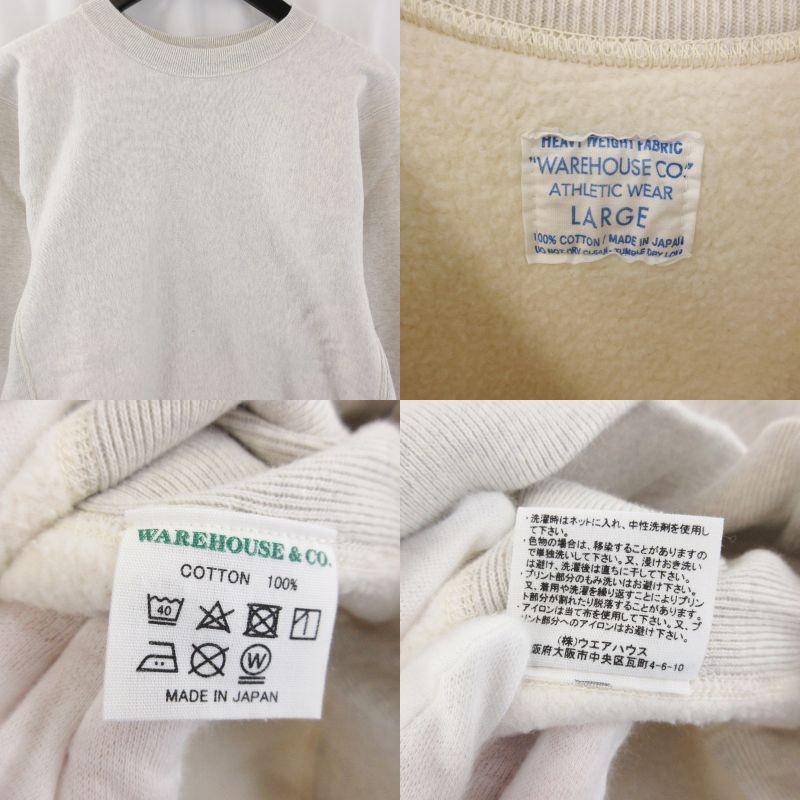 HEAVY WEIGHT FABRIC
"WAREHOUSE CO."
ATHLETIC WEAR
LARGE
100% COTTON / MADE IN JAPAN
DO NOT DRY CLEAN - TUMBLE DRY LOW
WAREHOUSE & CO.
COTTON 100%
40
W
MADE IN JAPAN
・洗濯時はネットに入れ、中性洗剤を使用し
て下さい。
・色物の場合は、移染することがありますの
で単独洗いして下さい。又、浸けおき洗い
は避け、洗濯後は直ちに干して下さい。
・プリント部分のもみ洗いはお避け下さい。
又、着用や洗濯を繰り返すことによりプリン
ト部分が割れたり脱落することがあります。
・アイロンは当て布を使用して下さい。又、プ
リント部分へのアイロンはお避け下さい。
(株)ウエアハウス
阪府大阪市中央区瓦町4-6-10